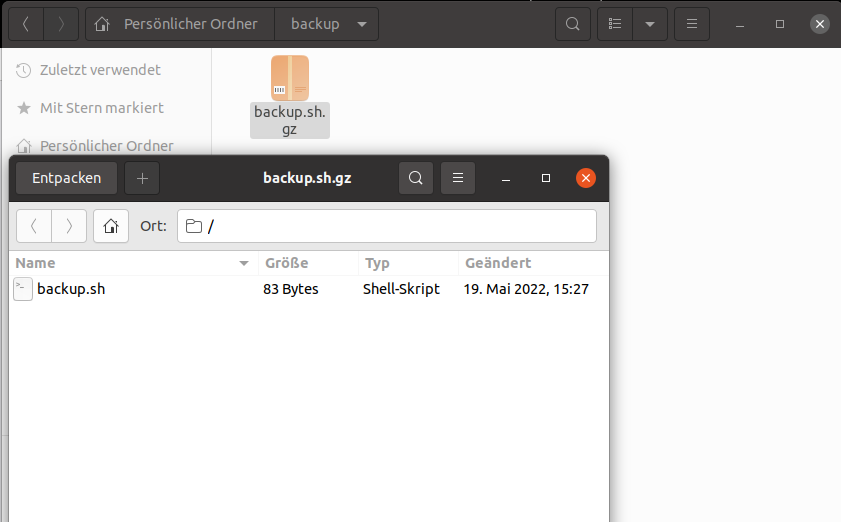 Persönlicher Ordner backup
Zuletzt verwendet
Mit Stern markiert
Persönlicher Ordner
backup.sh.
gz
Entpacken
backup.sh.gz
Ort: /
Name Größe Typ Geändert
backup.sh 83 Bytes Shell-Skript 19. Mai 2022, 15:27